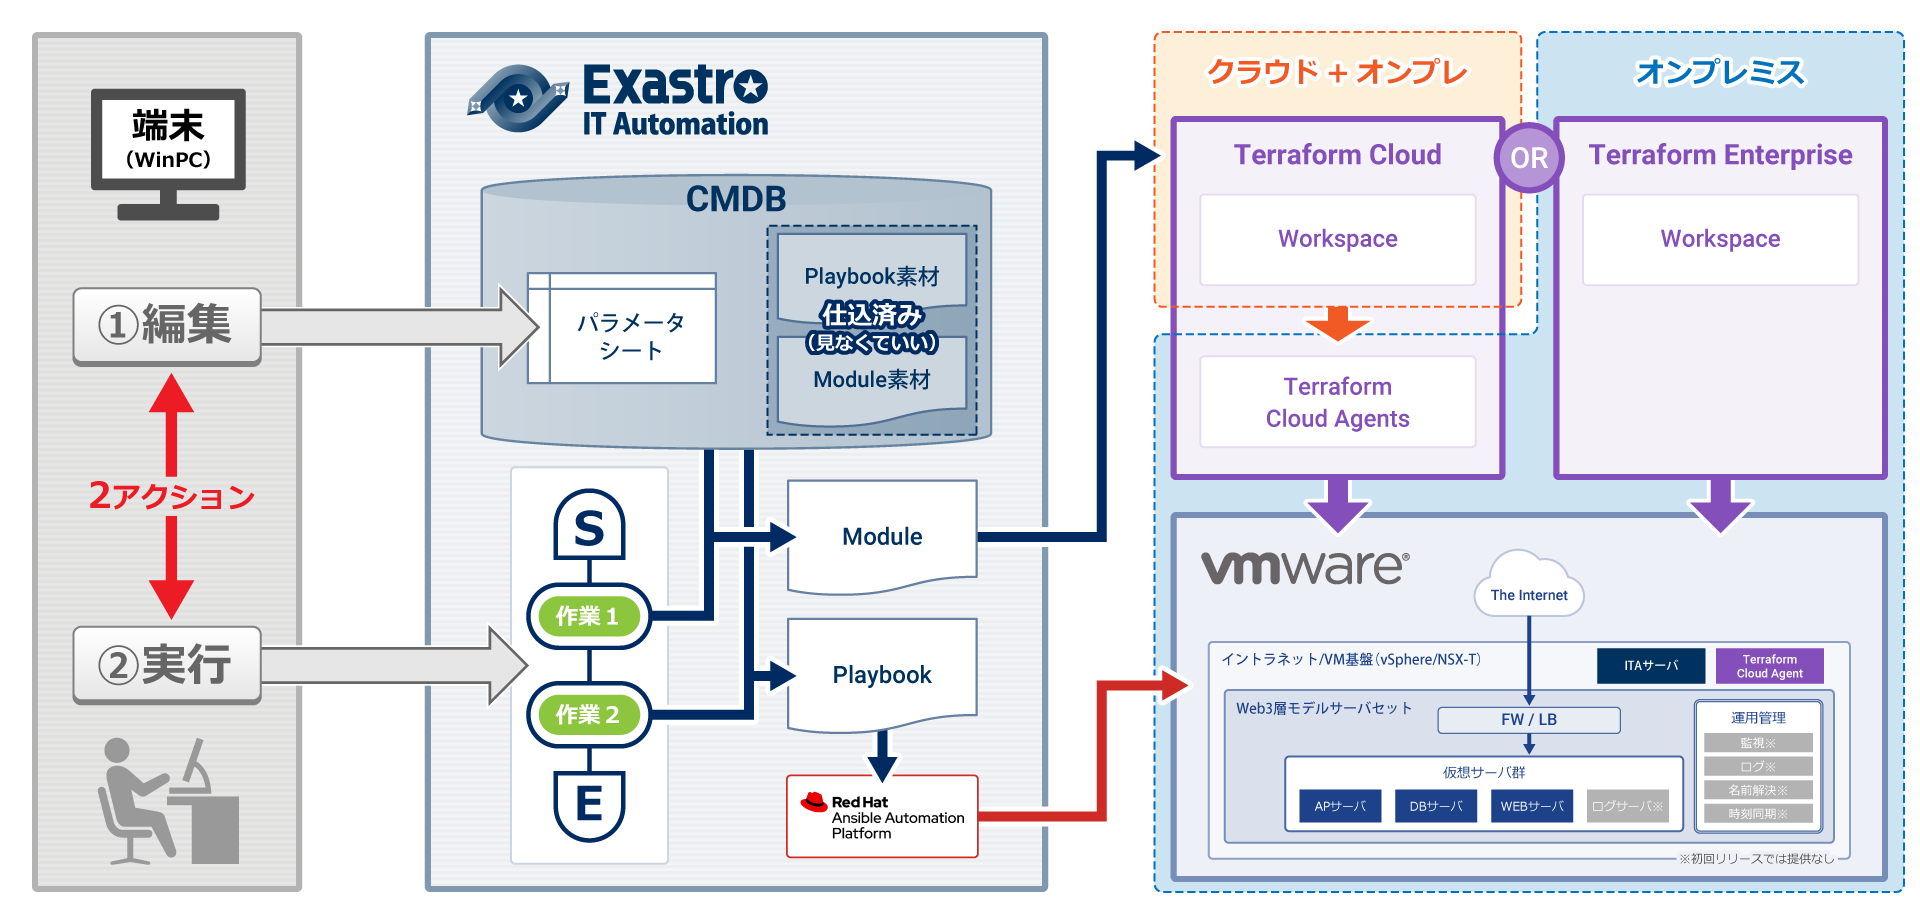 端末
（WinPC）
①編集
2アクション
②実行
Exastro
IT Automation
CMDB
パラメータ
シート
Playbook素材
仕込済み
（見なくていい）
Module素材
S
作業1
作業2
E
Module
Playbook
Red Hat
Ansible Automation
Platform
クラウド + オンプレ
オンプレミス
Terraform Cloud
OR
Terraform Enterprise
Workspace
Workspace
Terraform
Cloud Agents
vmware®
The Internet
イントラネット/VM基盤（vSphere/NSX-T）
ITAサーバ
Terraform
Cloud Agent
Web3層モデルサーバセット
FW / LB
仮想サーバ群
APサーバ
DBサーバ
WEBサーバ
ログサーバ※
運用管理
監視※
ログ※
名前解決※
時刻同期※
※初回リリースでは提供なし